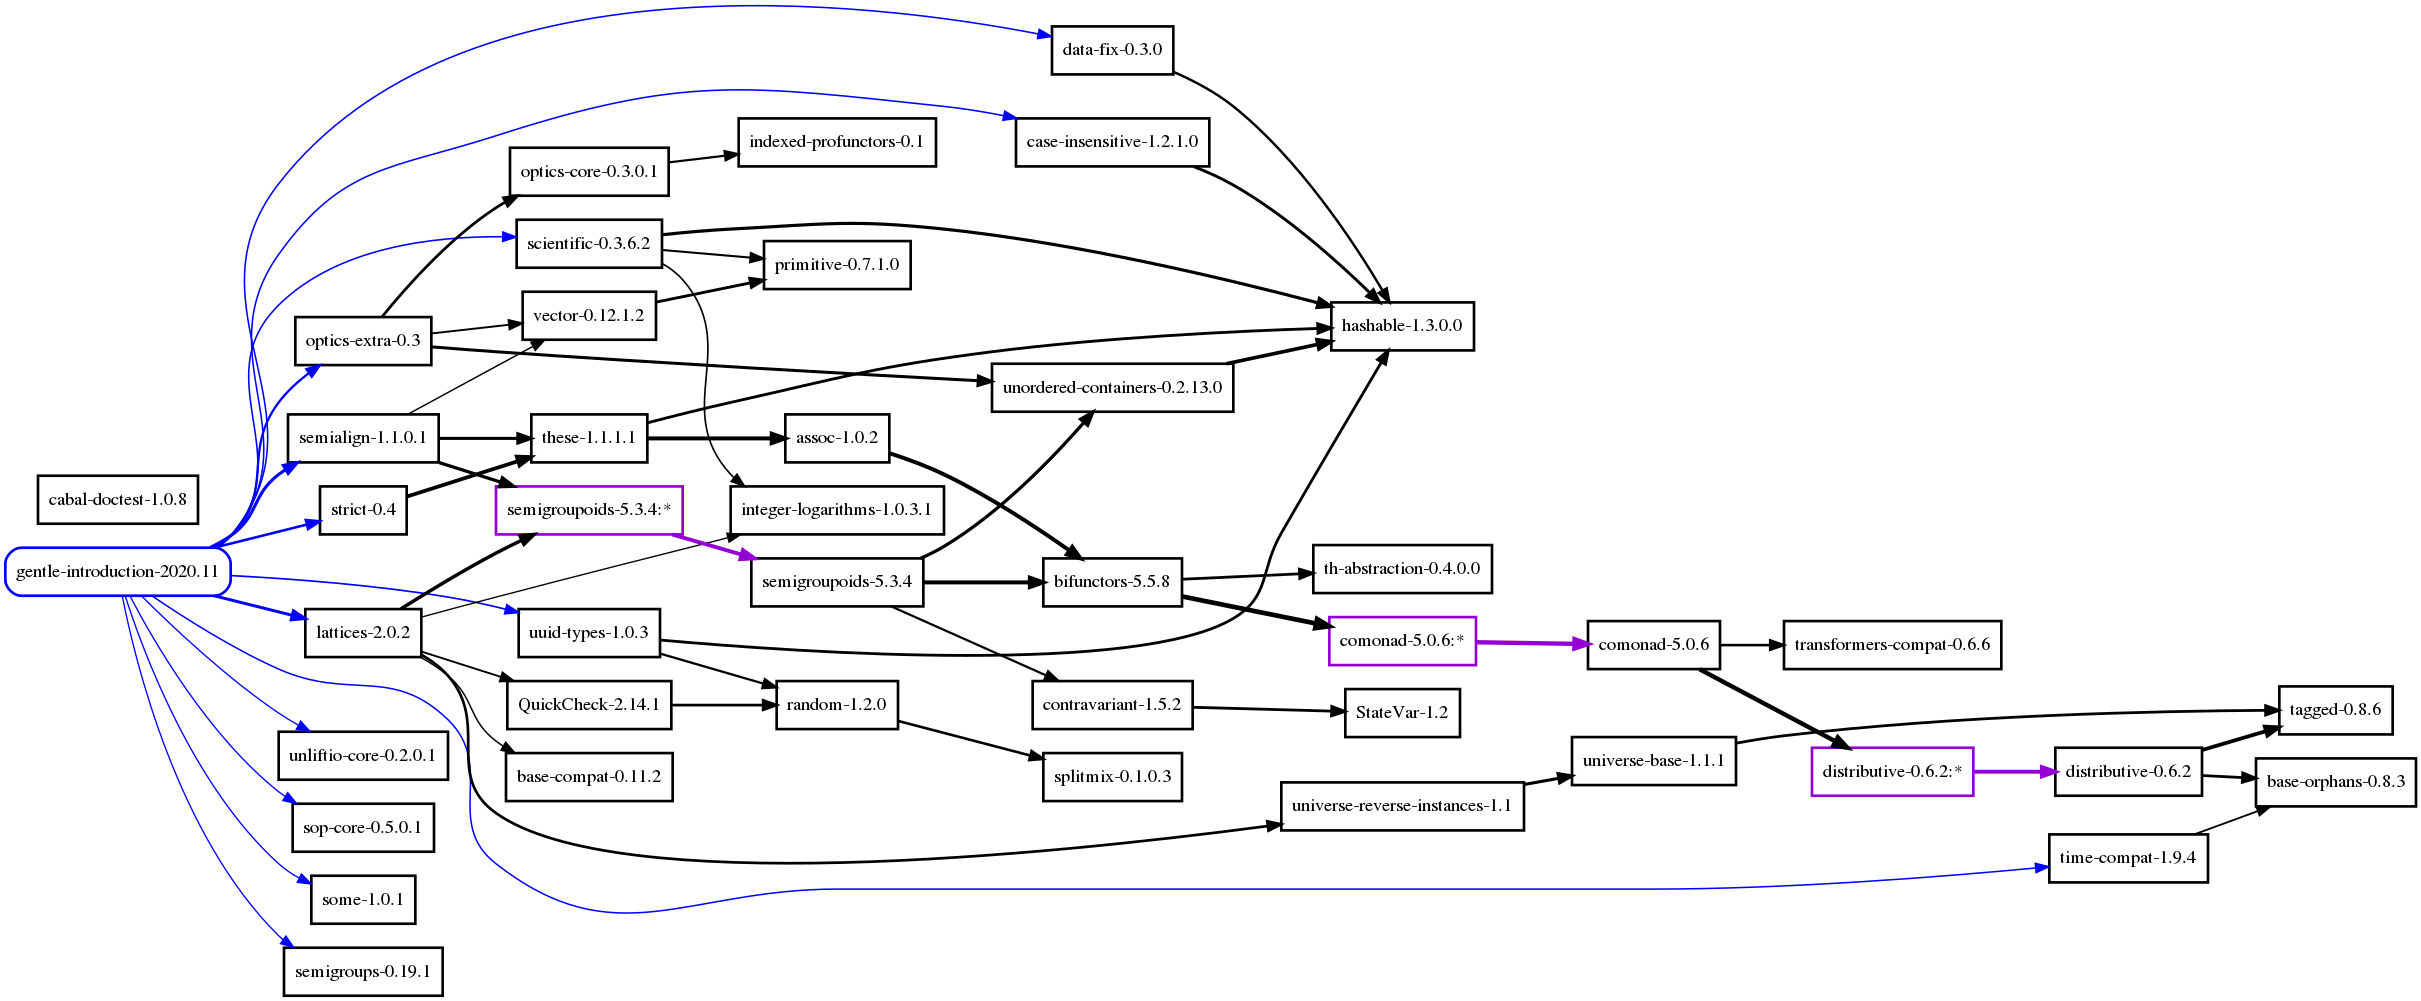 data-fix-0.3.0
indexed-profunctors-0.1
case-insensitive-1.2.1.0
optics-core-0.3.0.1
scientific-0.3.6.2
primitive-0.7.1.0
vector-0.12.1.2
hashable-1.3.0.0
optics-extra-0.3
unordered-containers-0.2.13.0
semialign-1.1.0.1
these-1.1.1.1
assoc-1.0.2
cabal-doctest-1.0.8
strict-0.4
semigroupoids-5.3.4:*
integer-logarithms-1.0.3.1
gentle-introduction-2020.11
semigroupoids-5.3.4
bifunctors-5.5.8
th-abstraction-0.4.0.0
lattices-2.0.2
uuid-types-1.0.3
comonad-5.0.6:*
comonad-5.0.6
transformers-compat-0.6.6
QuickCheck-2.14.1
random-1.2.0
contravariant-1.5.2
StateVar-1.2
tagged-0.8.6
unliftio-core-0.2.0.1
base-compat-0.11.2
splitmix-0.1.0.3
universe-base-1.1.1
distributive-0.6.2:*
distributive-0.6.2
base-orphans-0.8.3
universe-reverse-instances-1.1
sop-core-0.5.0.1
time-compat-1.9.4
some-1.0.1
semigroups-0.19.1